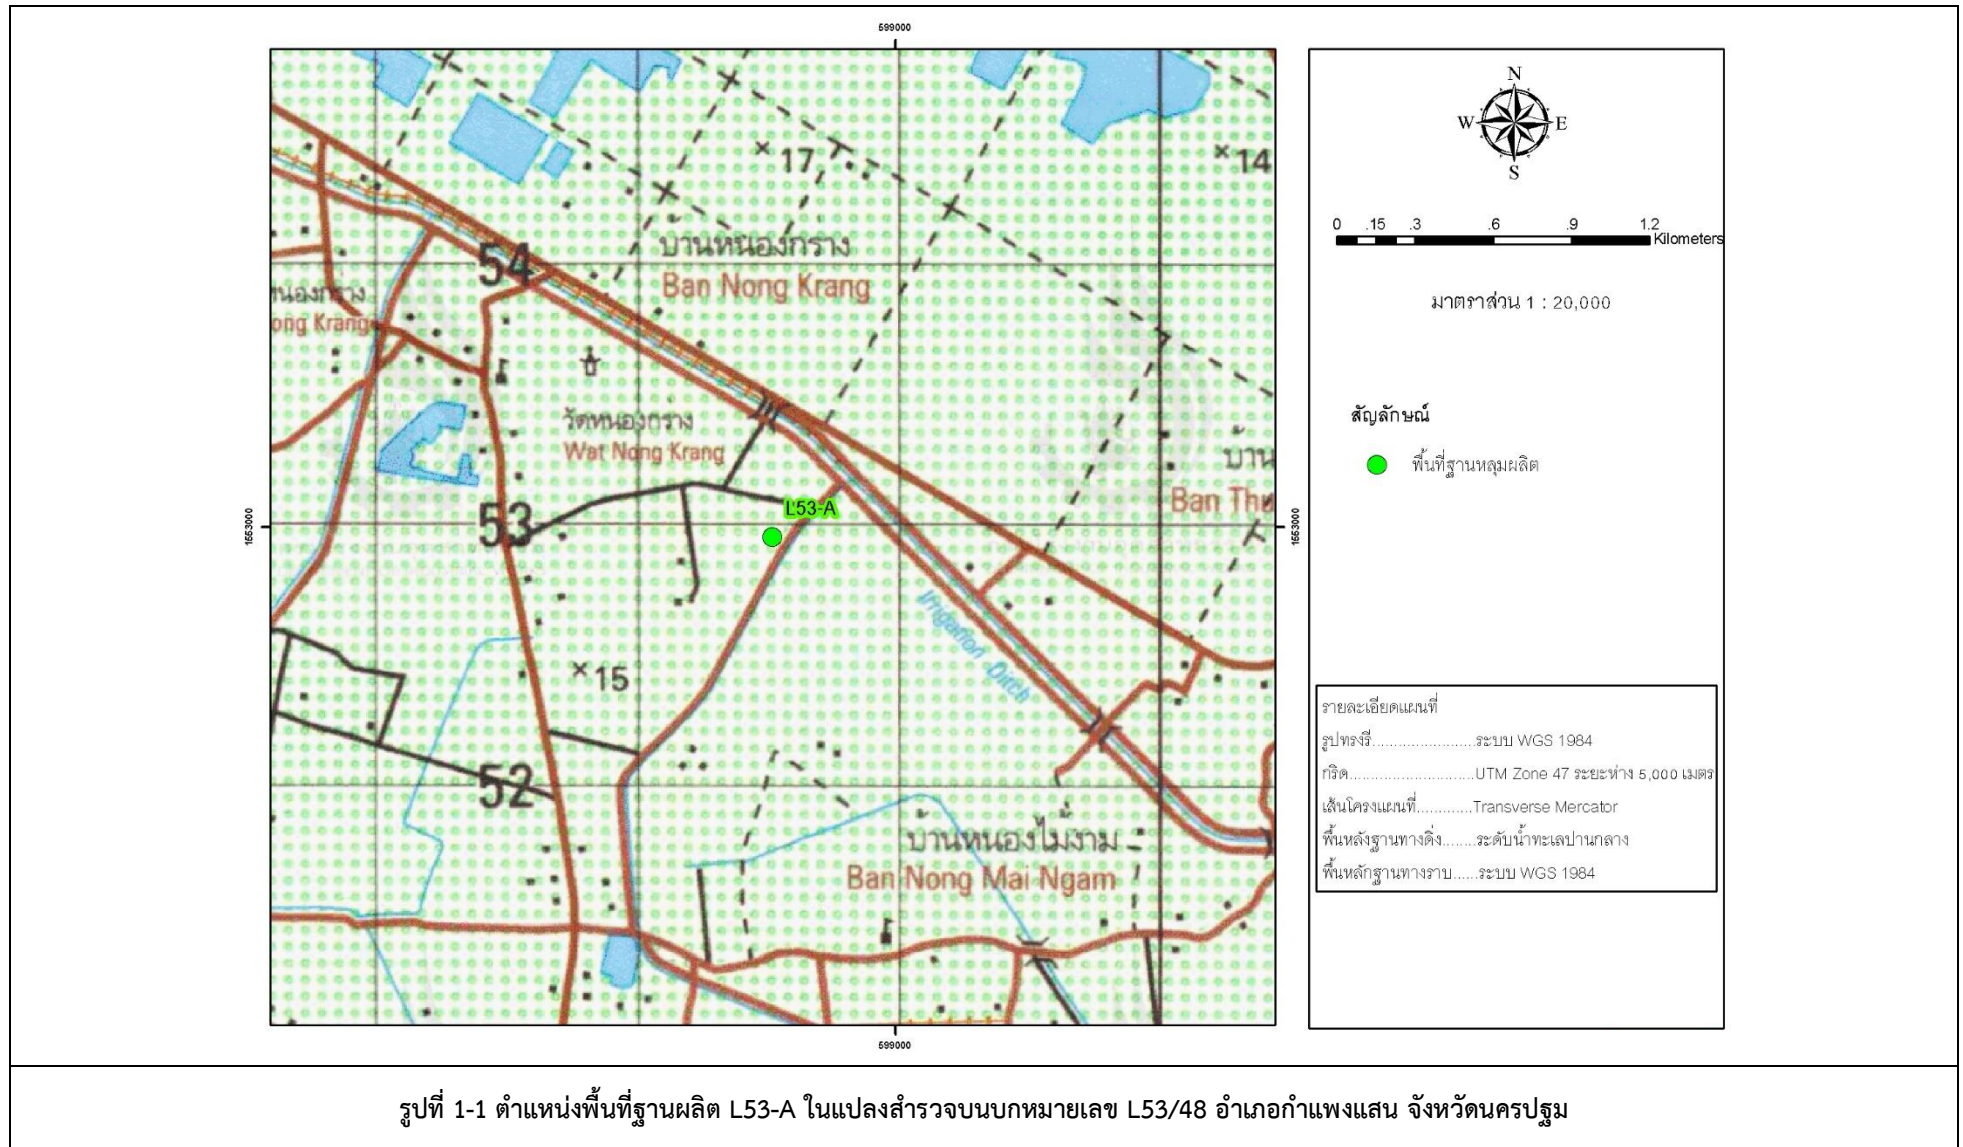 599000
17
14
บ้านหนองกราง
Ban Nong Krang
54
หนองกราง
ong Krang
วัดหนองกราง
Wat Nong Krang
บ้าน
Ban Thu
L53-A
53
1553000
1553000
Irrigation Ditch
15
52
บ้านหนองไม้งาม
Ban Nong Mai Ngam
599000
N
W
E
S
0 .15 .3 .6 .9 1.2
Kilometers
มาตราส่วน 1 : 20,000
สัญลักษณ์
พื้นที่ฐานหลุมผลิต
รายละเอียดแผนที่
รูปทรงรี.......................ระบบ WGS 1984
กริด............................UTM Zone 47 ระยะห่าง 5,000 เมตร
เส้นโครงแผนที่............Transverse Mercator
พื้นหลังฐานทางดิ่ง.......ระดับน้ำทะเลปานกลาง
พื้นหลักฐานทางราบ.....ระบบ WGS 1984
รูปที่ 1-1 ตำแหน่งพื้นที่ฐานผลิต L53-A ในแปลงสำรวจบนบกหมายเลข L53/48 อำเภอกำแพงแสน จังหวัดนครปฐม